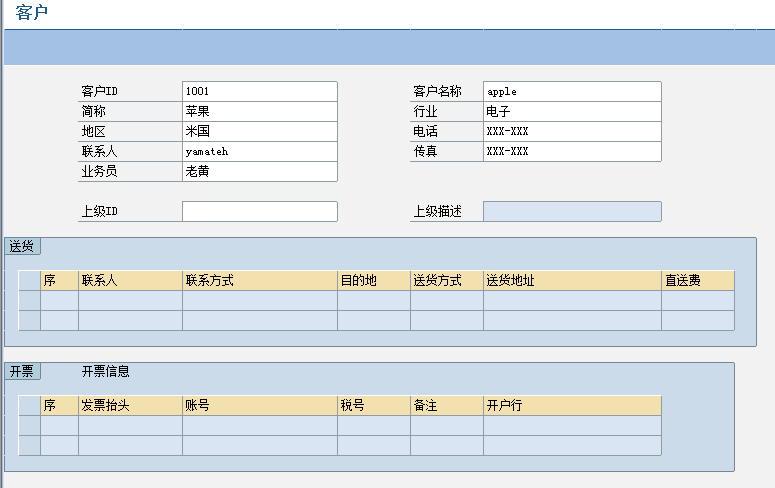 客户
客户ID 1001 客户名称 apple
简称 苹果 行业 电子
地区 米国 电话 XXX-XXX
联系人 yamateh 传真 XXX-XXX
业务员 老黄
上级ID 上级描述
送货
序 联系人 联系方式 目的地 送货方式 送货地址 直送费
开票 开票信息
序 发票抬头 账号 税号 备注 开户行